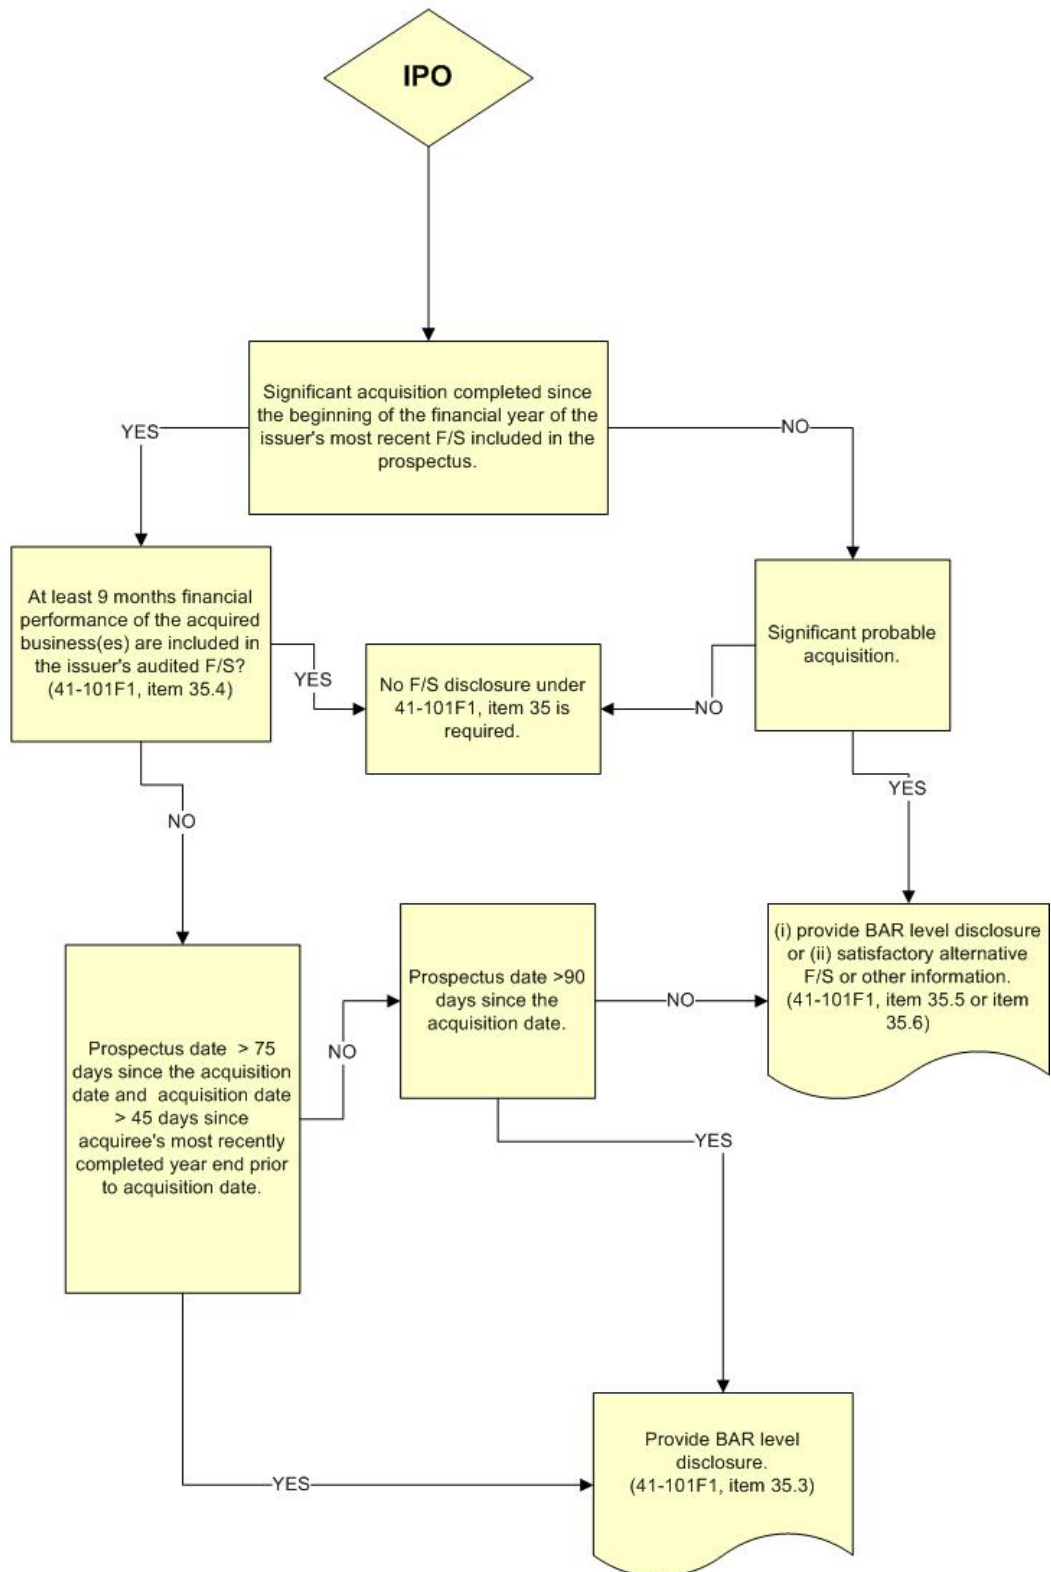 IPO
Significant acquisition completed since
the beginning of the financial year of the
issuer's most recent F/S included in the
prospectus.
YES
NO
At least 9 months financial
performance of the acquired
business(es) are included in
the issuer's audited F/S?
(41-101F1, item 35.4)
Significant probable
acquisition.
YES
No F/S disclosure under
41-101F1, item 35 is
required.
NO
YES
NO
Prospectus date > 75
days since the acquisition
date and acquisition date
> 45 days since
acquiree's most recently
completed year end prior
to acquisition date.
NO
Prospectus date >90
days since the
acquisition date.
NO
(i) provide BAR level disclosure
or (ii) satisfactory alternative
F/S or other information.
(41-101F1, item 35.5 or item
35.6)
YES
YES
Provide BAR level
disclosure.
(41-101F1, item 35.3)